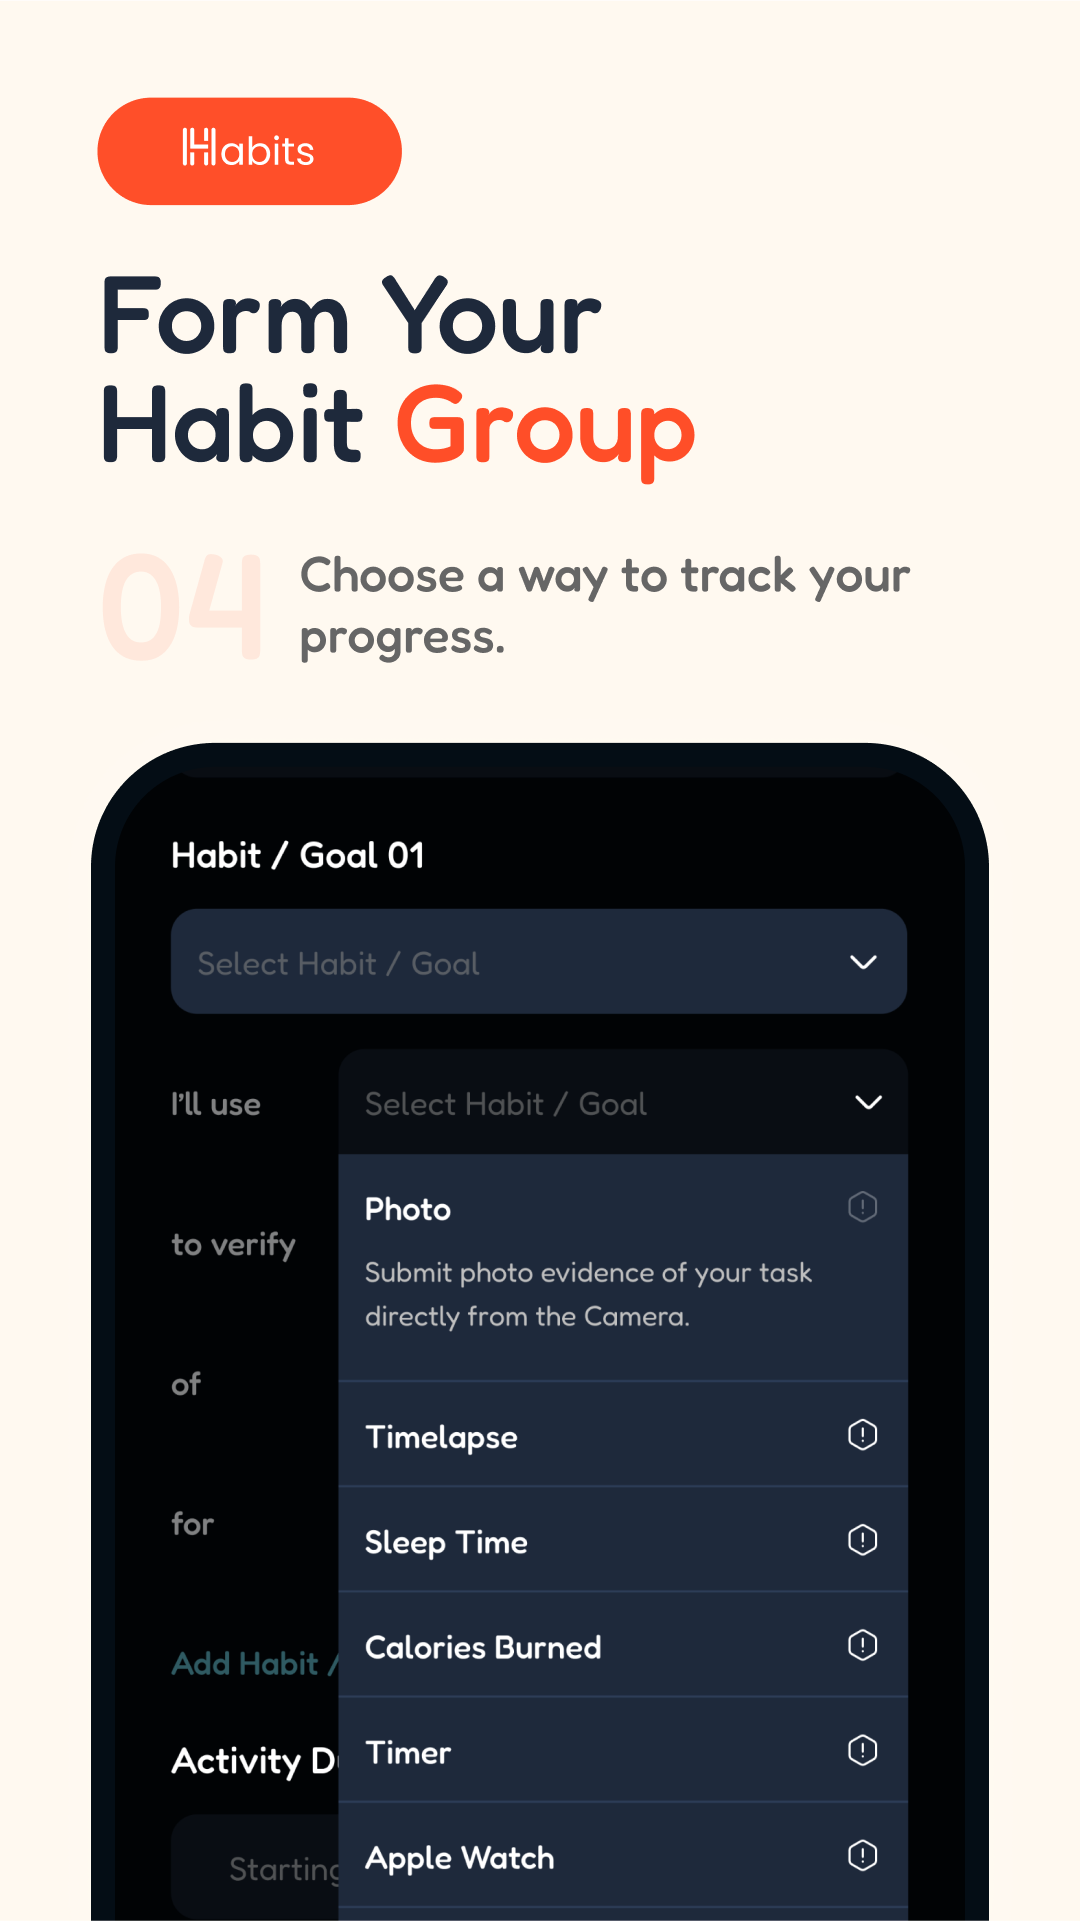 Habits
Form Your
Habit Group
04
Choose a way to track your
progress.
Habit / Goal 01
Select Habit / Goal
I'll use
Select Habit / Goal
Photo
to verify
Submit photo evidence of your task
directly from the Camera.
of
Timelapse
for
Sleep Time
Calories Burned
Add Habit /
Timer
Activity
Apple Watch
Starting